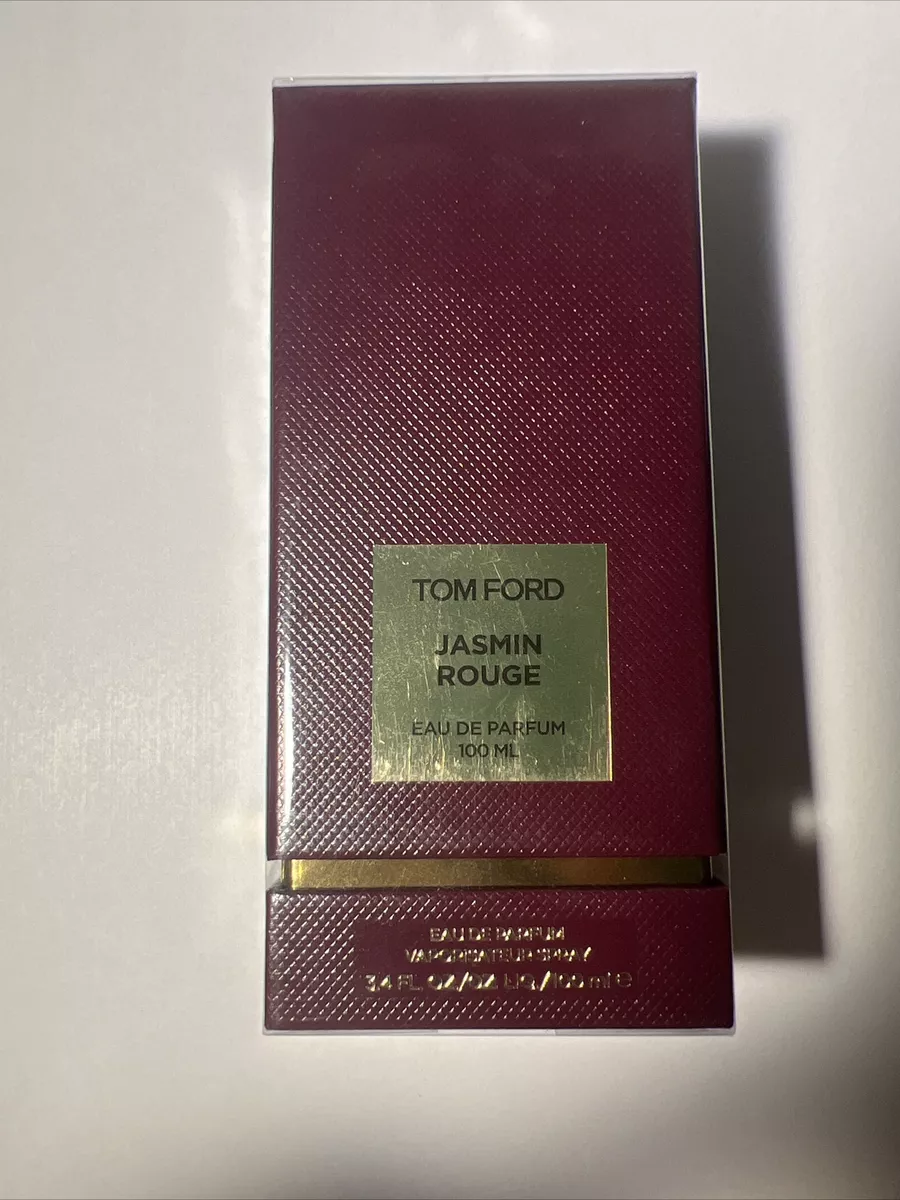 TOM FORD
JASMIN
ROUGE
EAU DE PARFUM
100 ML
EAU DE PARFUM
VAPORISATEUR SPRAY
3.4 FL. OZ/OZ. LIQ./100 ml e